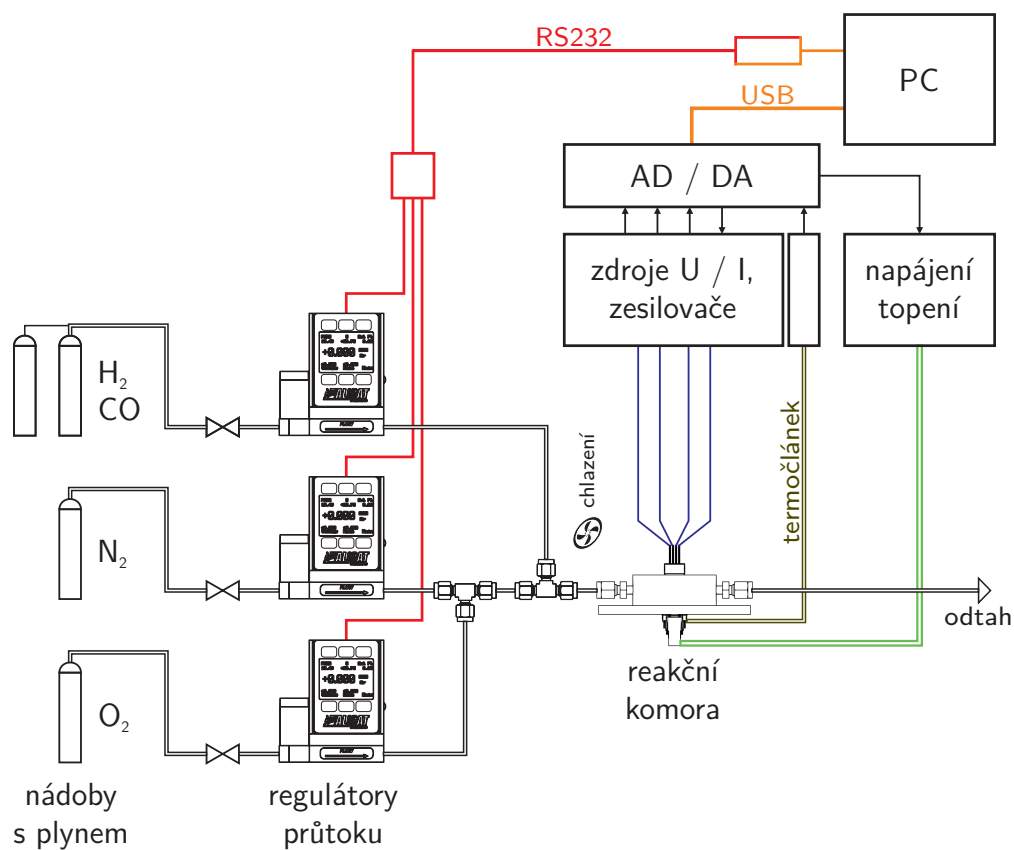 RS232
PC
USB
AD / DA
zdroje U / I,
zesilovače
napájení
topení
H₂
CO
chlazení
termočlánek
N₂
odtah
reakční
komora
O₂
nádoby
s plynem
regulátory
průtoku